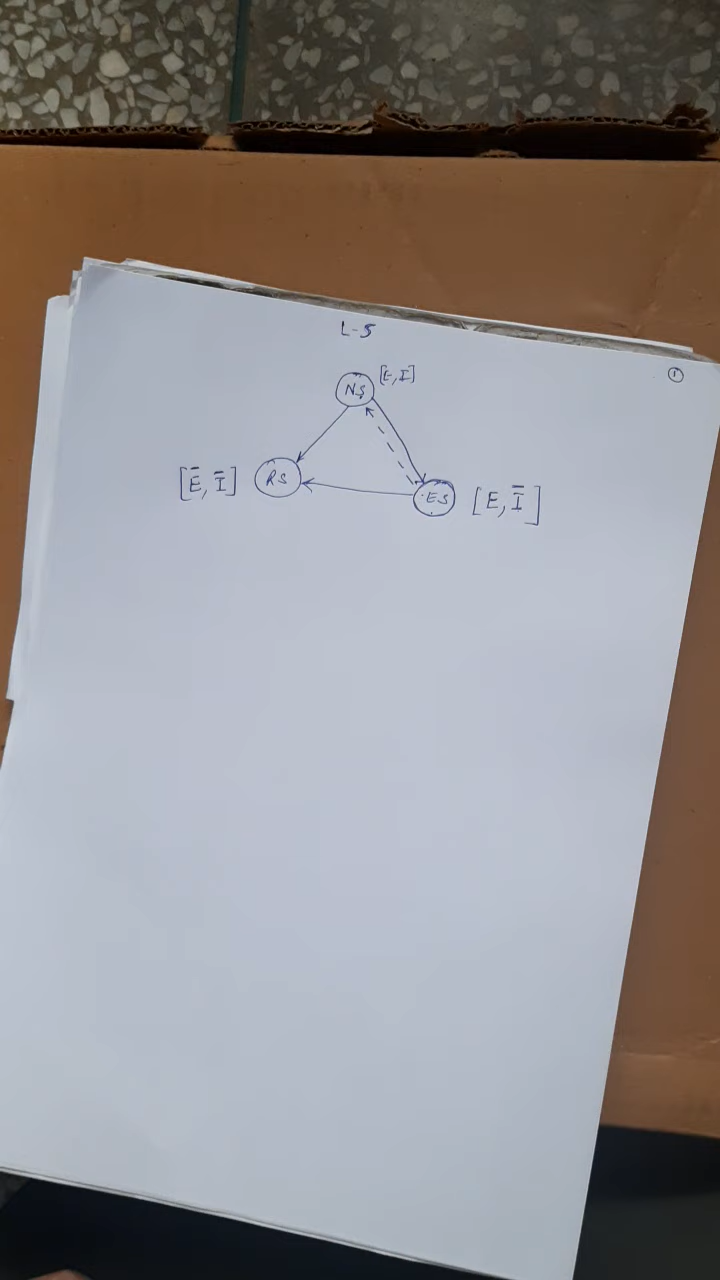 L-5
①
NS [E, I]
[Ē, Ī] RS
ES [E, Ī]